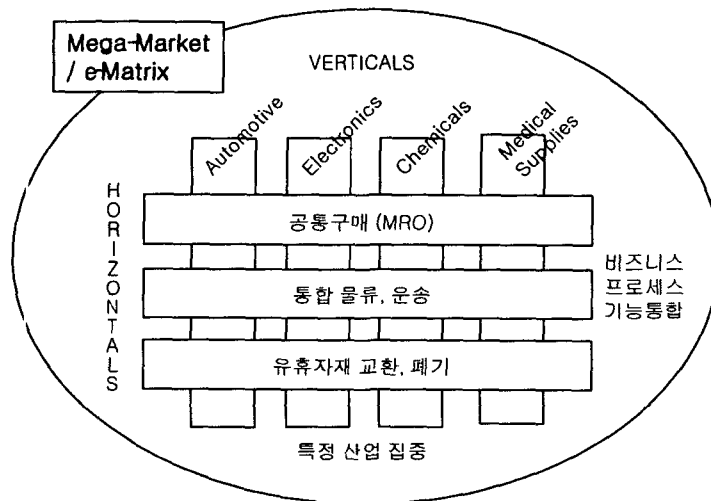 Mega-Market
/ e-Matrix
VERTICALS
Automotive
Electronics
Chemicals
Medical
Supplies
HORIZONTALS
공통구매 (MRO)
통합 물류, 운송
유휴자재 교환, 폐기
비즈니스
프로세스
기능통합
특정 산업 집중